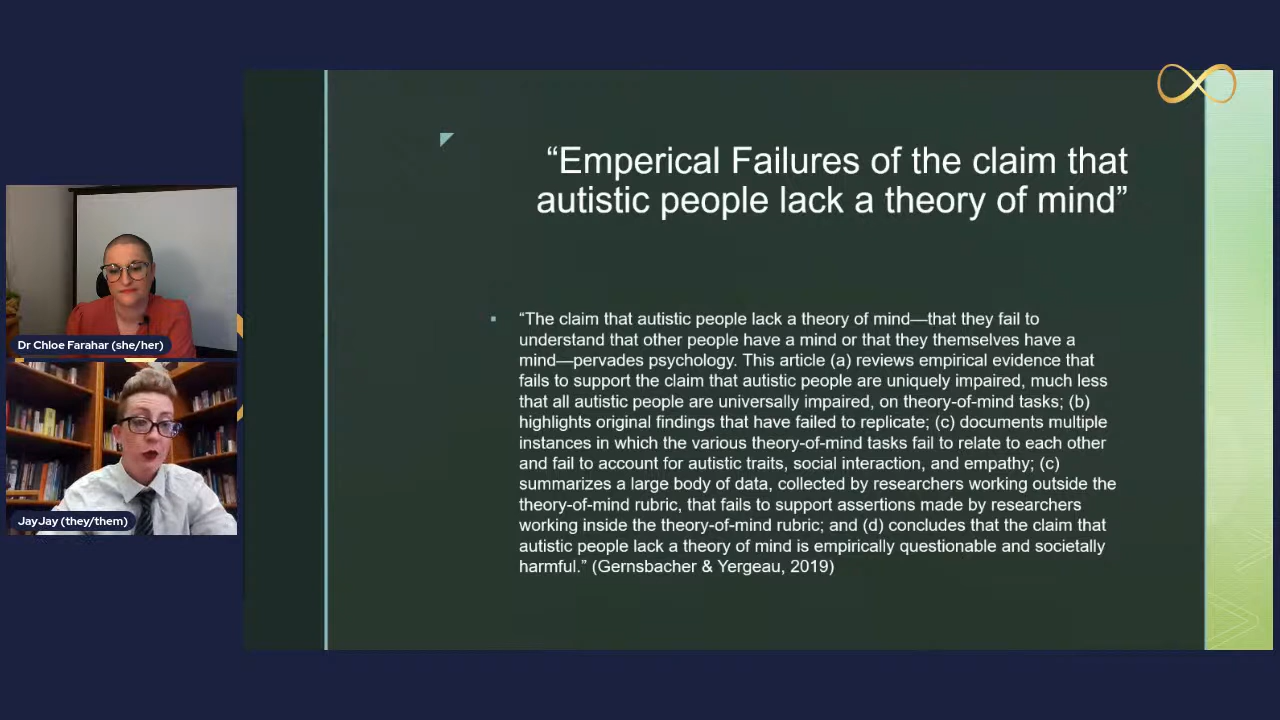 “Emperical Failures of the claim that
autistic people lack a theory of mind”
“The claim that autistic people lack a theory of mind—that they fail to
understand that other people have a mind or that they themselves have a
mind—pervades psychology. This article (a) reviews empirical evidence that
fails to support the claim that autistic people are uniquely impaired, much less
that all autistic people are universally impaired, on theory-of-mind tasks; (b)
highlights original findings that have failed to replicate; (c) documents multiple
instances in which the various theory-of-mind tasks fail to relate to each other
and fail to account for autistic traits, social interaction, and empathy; (c)
summarizes a large body of data, collected by researchers working outside the
theory-of-mind rubric, that fails to support assertions made by researchers
working inside the theory-of-mind rubric; and (d) concludes that the claim that
autistic people lack a theory of mind is empirically questionable and societally
harmful.” (Gernsbacher & Yergeau, 2019)
Dr Chloe Farahar (she/her)
JayJay (they/them)